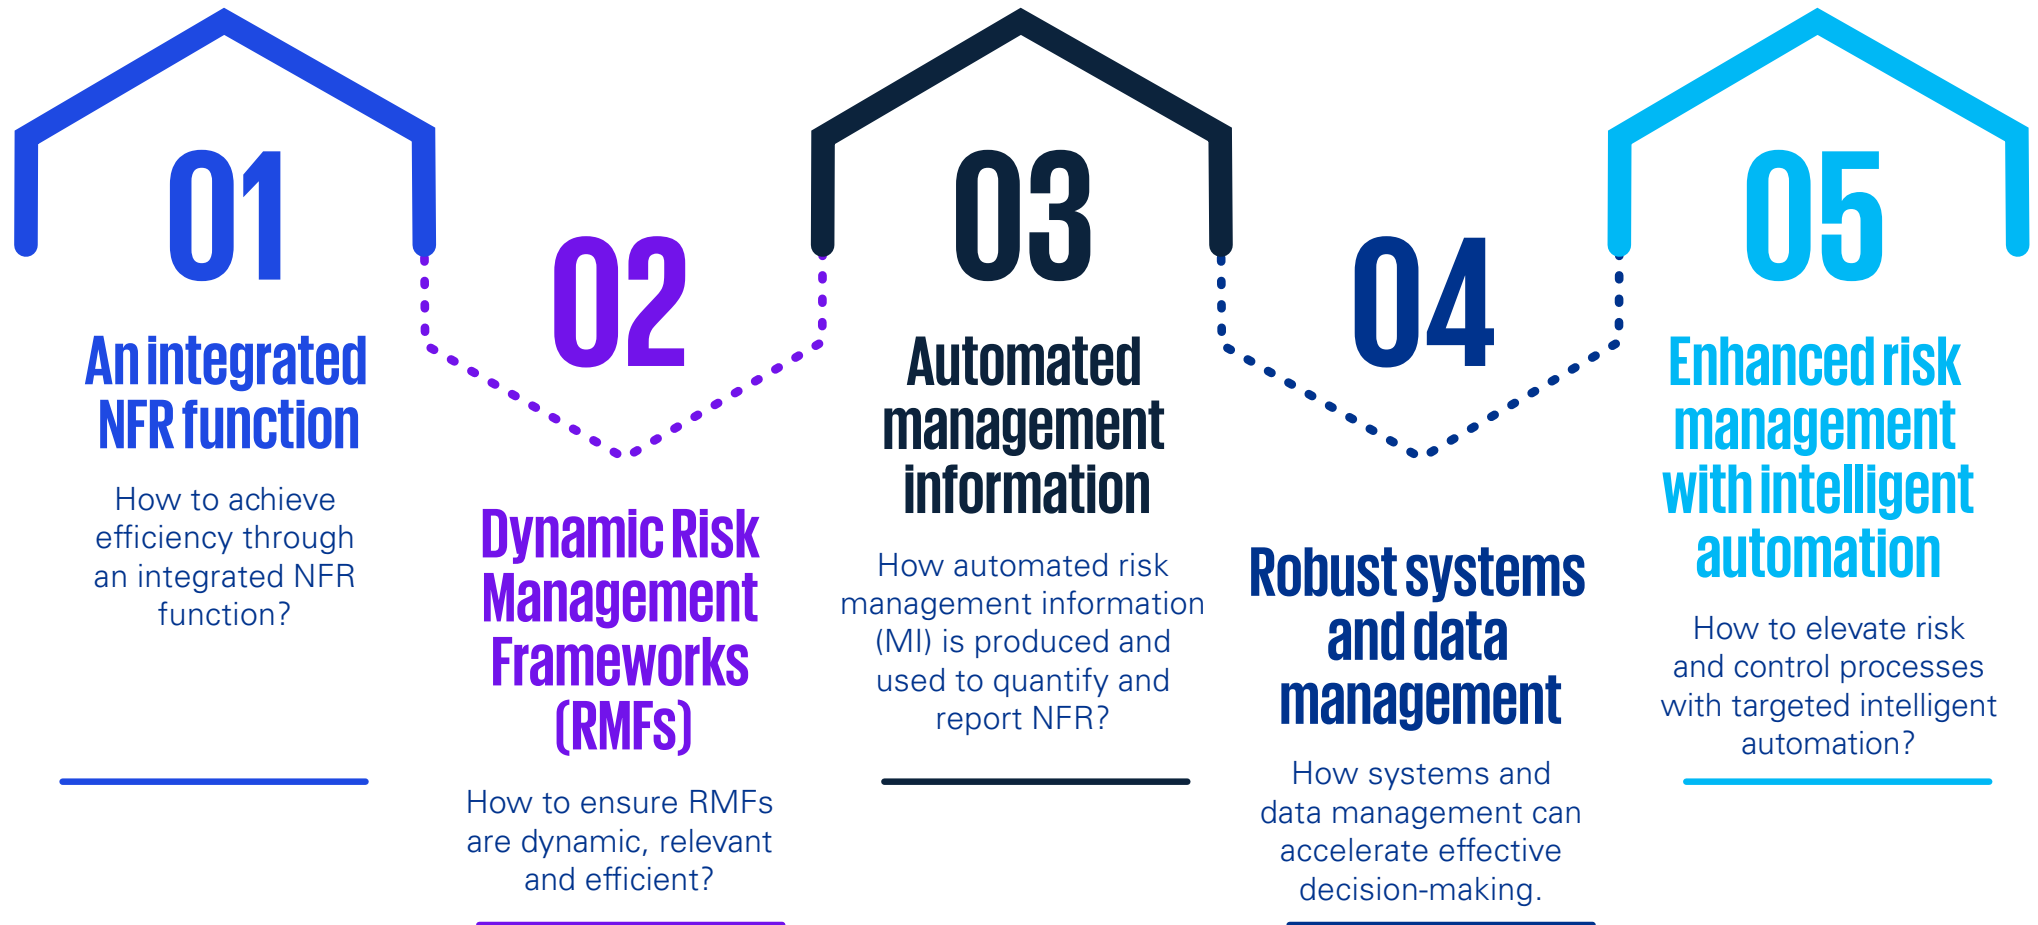 01
An integrated
NFR function
How to achieve
efficiency through
an integrated NFR
function?
02
Dynamic Risk
Management
Frameworks
(RMFs)
How to ensure RMFs
are dynamic, relevant
and efficient?
03
Automated
management
information
How automated risk
management information
(MI) is produced and
used to quantify and
report NFR?
04
Robust systems
and data
management
How systems and
data management can
accelerate effective
decision-making.
05
Enhanced risk
management
with intelligent
automation
How to elevate risk
and control processes
with targeted intelligent
automation?